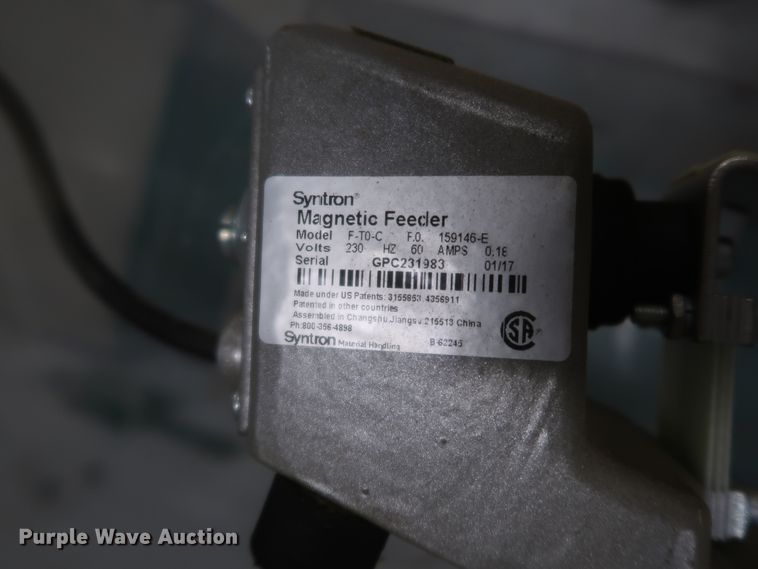 Syntron®
Magnetic Feeder
Model F-T0-C F.O. 159146-E
Volts 230 HZ 60 AMPS 0.18
Serial GPC231983 01/17
Made under US Patents: 3155853, 4356911
Patented in other countries
Assembled in Changshu, Jiangsu 215513 China
Ph:800-356-4898
Syntron Material Handling B-62245
SA
Purple Wave Auction